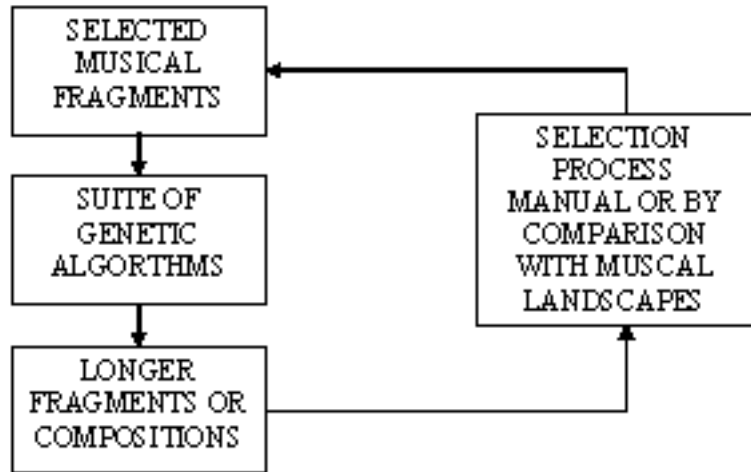 SELECTED
MUSICAL
FRAGMENTS
SUITE OF
GENETIC
ALGORTHMS
LONGER
FRAGMENTS OR
COMPOSITIONS
SELECTION
PROCESS
MANUAL OR BY
COMPARISON
WITH MUSCAL
LANDSCAPES